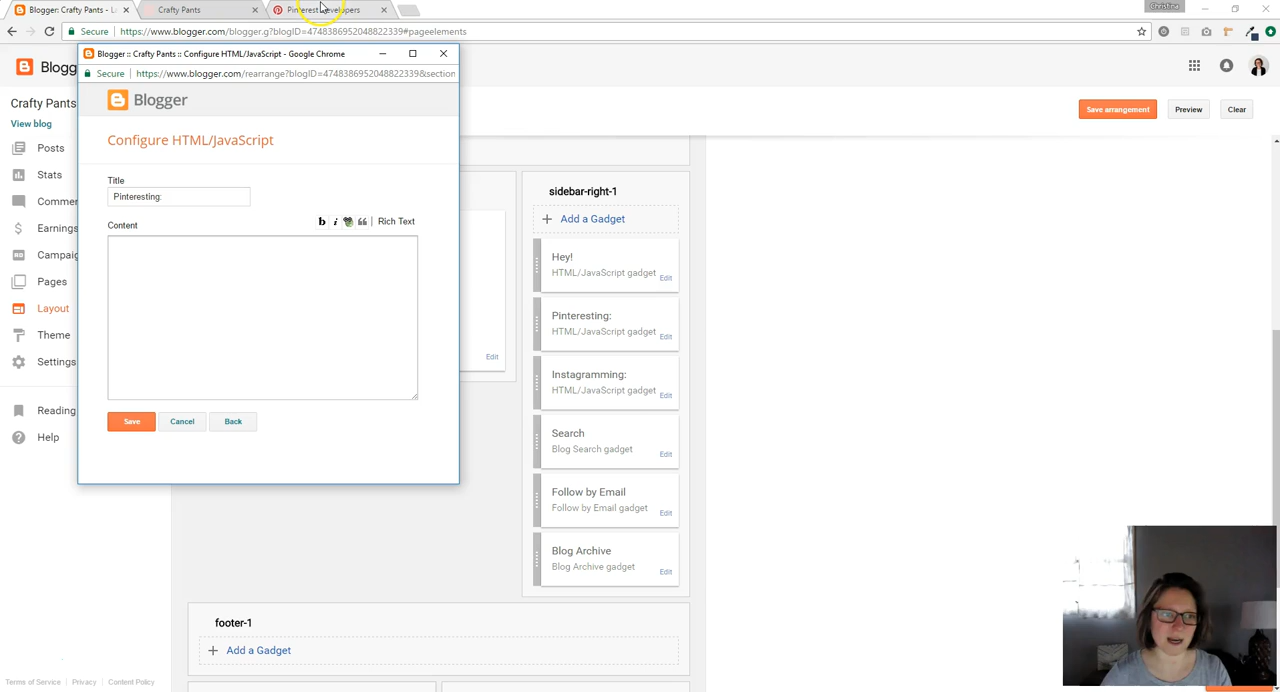 Blogger: Crafty Pants - L
Crafty Pants
Pinterest Developers
Christina
Secure https://www.blogger.com/blogger.g?blogID=4748386952048822339#pageelements
Blogger :: Crafty Pants :: Configure HTML/JavaScript - Google Chrome
Secure https://www.blogger.com/rearrange?blogID=4748386952048822339&section
Blogg
Blogger
Crafty Pants
View blog
Save arrangement
Preview
Clear
Configure HTML/JavaScript
Posts
Stats
Comme
Earnings
Campaig
Pages
Layout
Theme
Settings
Reading
Help
Title
Pinteresting:
Content
b i Rich Text
Save
Cancel
Back
Edit
sidebar-right-1
Add a Gadget
Hey!
HTML/JavaScript gadget
Edit
Pinteresting:
HTML/JavaScript gadget
Edit
Instagramming:
HTML/JavaScript gadget
Edit
Search
Blog Search gadget
Edit
Follow by Email
Follow by Email gadget
Edit
Blog Archive
Blog Archive gadget
Edit
footer-1
Add a Gadget
Terms of Service | Privacy | Content Policy